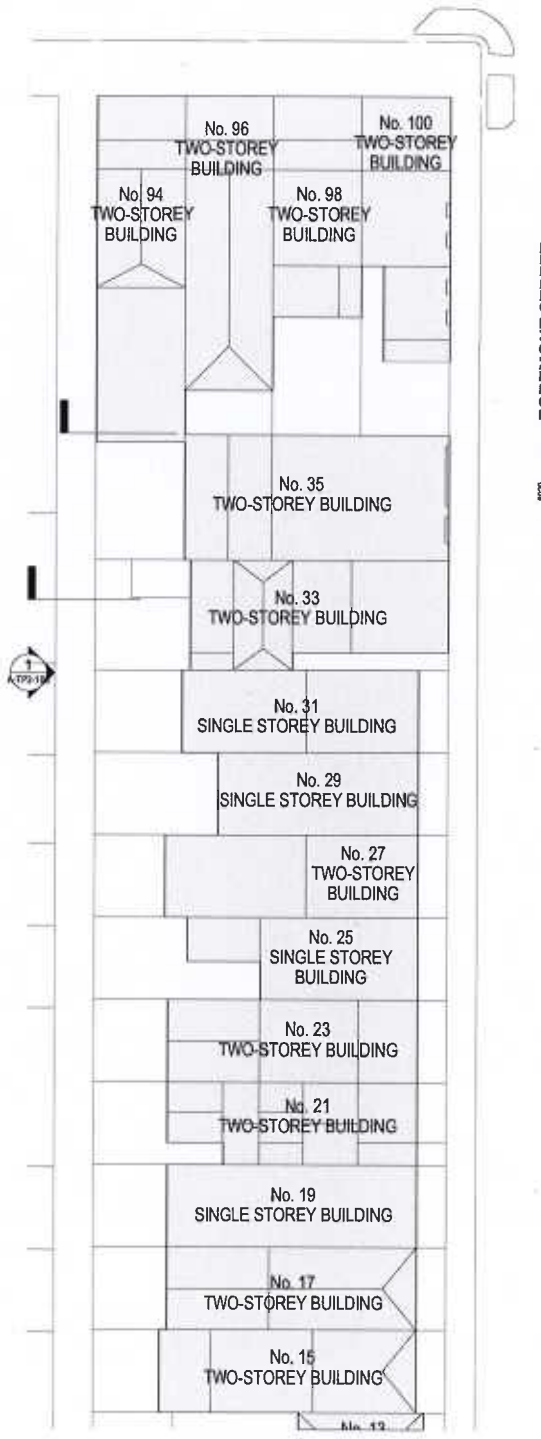 No. 96
TWO-STOREY
BUILDING
No. 100
TWO-STOREY
BUILDING
No. 94
TWO-STOREY
BUILDING
No. 98
TWO-STOREY
BUILDING
No. 35
TWO-STOREY BUILDING
No. 33
TWO-STOREY BUILDING
1
No. 31
SINGLE STOREY BUILDING
No. 29
SINGLE STOREY BUILDING
No. 27
TWO-STOREY
BUILDING
No. 25
SINGLE STOREY
BUILDING
No. 23
TWO-STOREY BUILDING
No. 21
TWO-STOREY BUILDING
No. 19
SINGLE STOREY BUILDING
No. 17
TWO-STOREY BUILDING
No. 15
TWO-STOREY BUILDING
No. 13